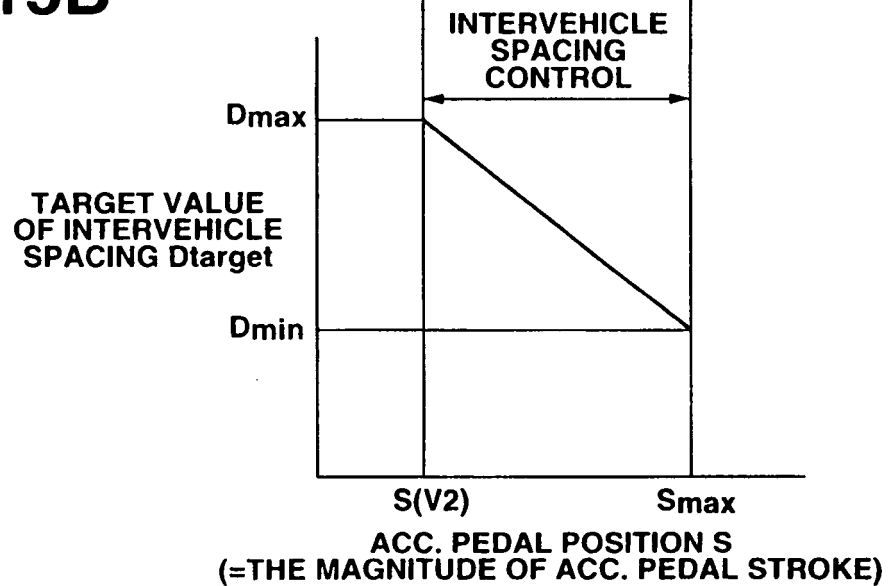 INTERVEHICLE
SPACING
CONTROL
Dmax
TARGET VALUE
OF INTERVEHICLE
SPACING Dtarget
Dmin
S(V2)
Smax
ACC. PEDAL POSITION S
(=THE MAGNITUDE OF ACC. PEDAL STROKE)